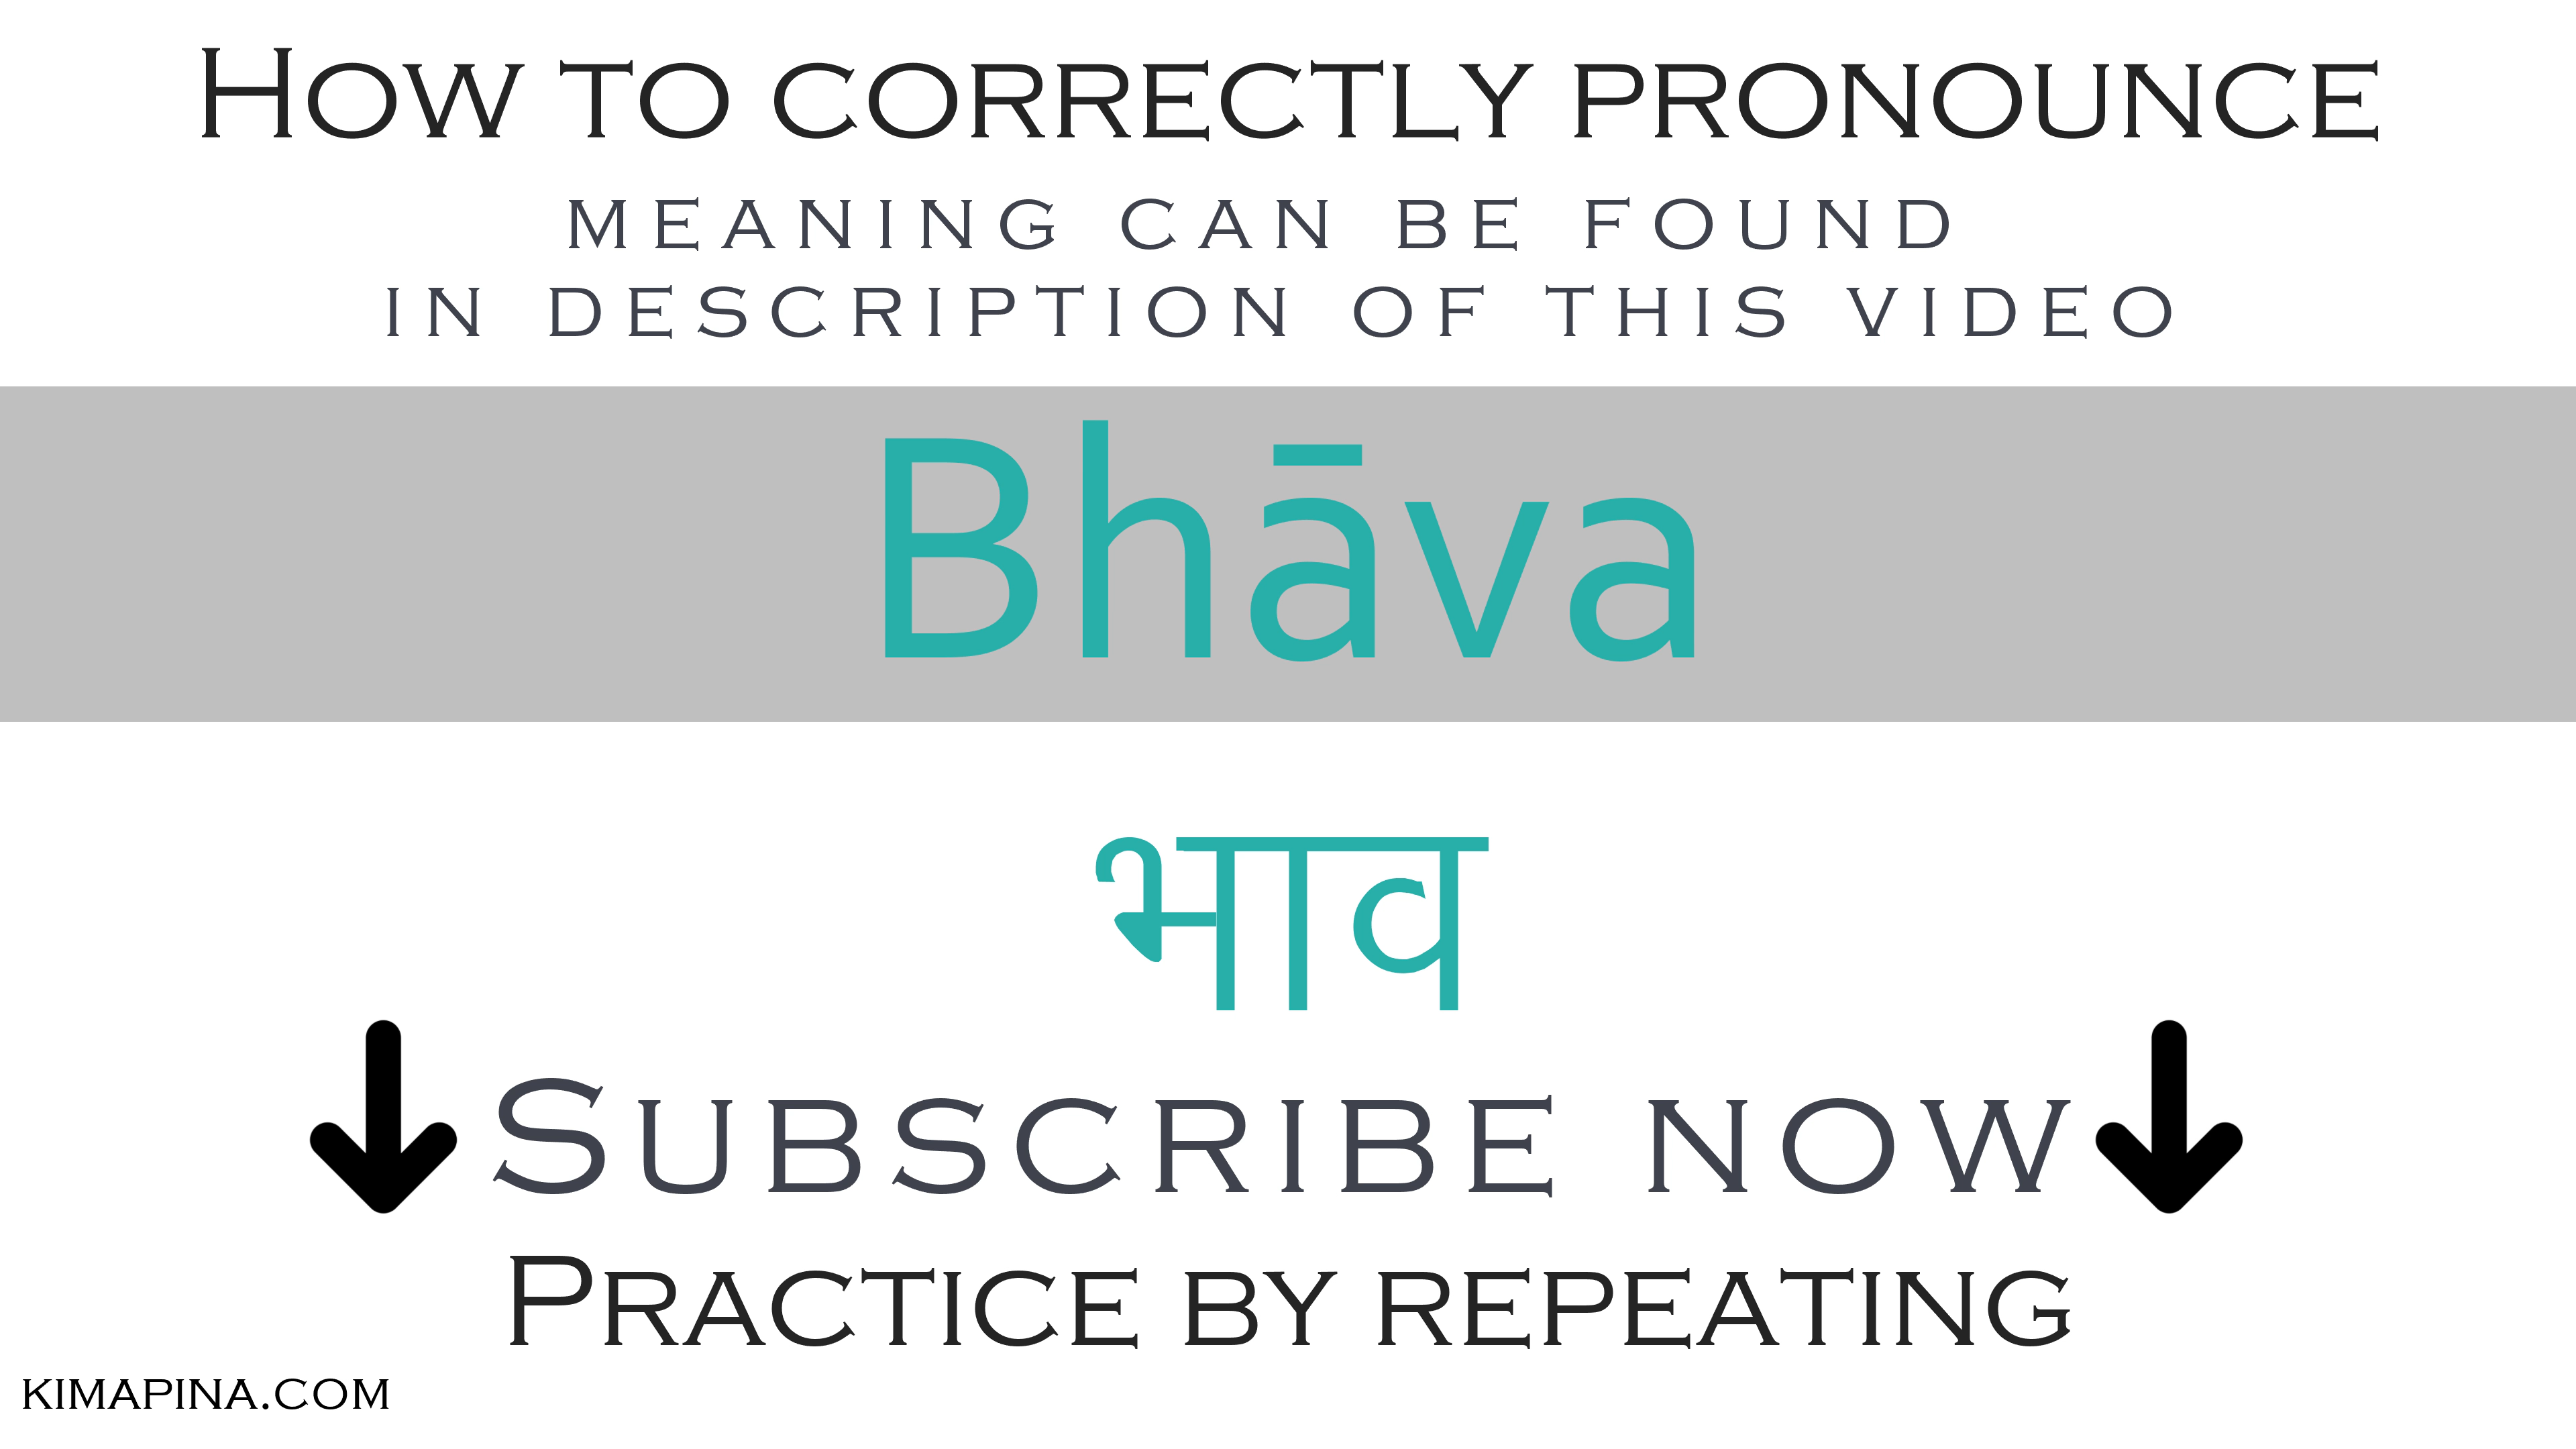 How to correctly pronounce
meaning can be found
in description of this video
Bhāva
भाव
Subscribe now
Practice by repeating
kimapina.com